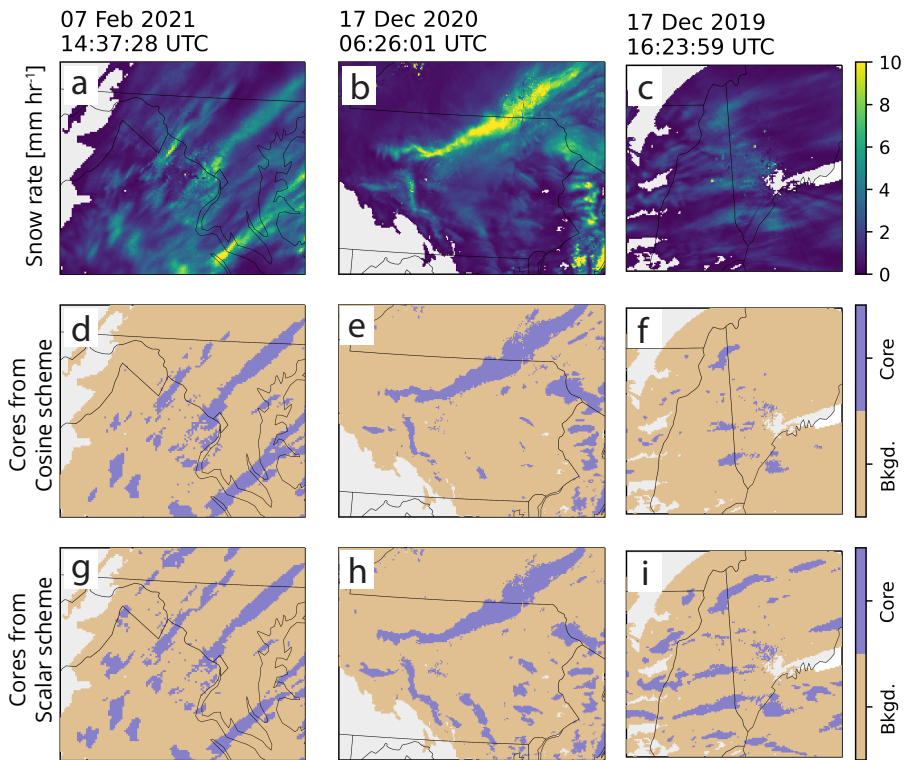 07 Feb 2021
14:37:28 UTC
17 Dec 2020
06:26:01 UTC
17 Dec 2019
16:23:59 UTC
Snow rate [mm hr⁻¹]
a
b
c
10
8
6
4
2
0
Cores from
Cosine scheme
d
e
f
Core
Bkgd.
Cores from
Scalar scheme
g
h
i
Core
Bkgd.